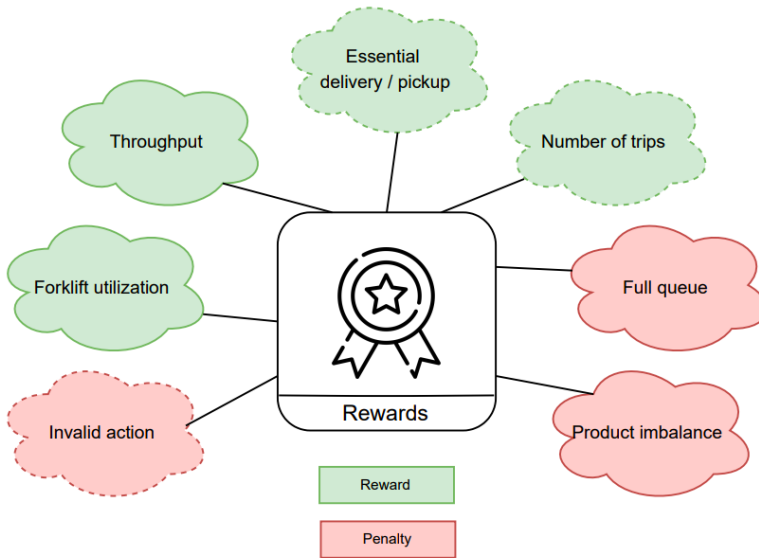 Essential
delivery / pickup
Throughput
Number of trips
Forklift utilization
Full queue
Invalid action
Product imbalance
Rewards
Reward
Penalty